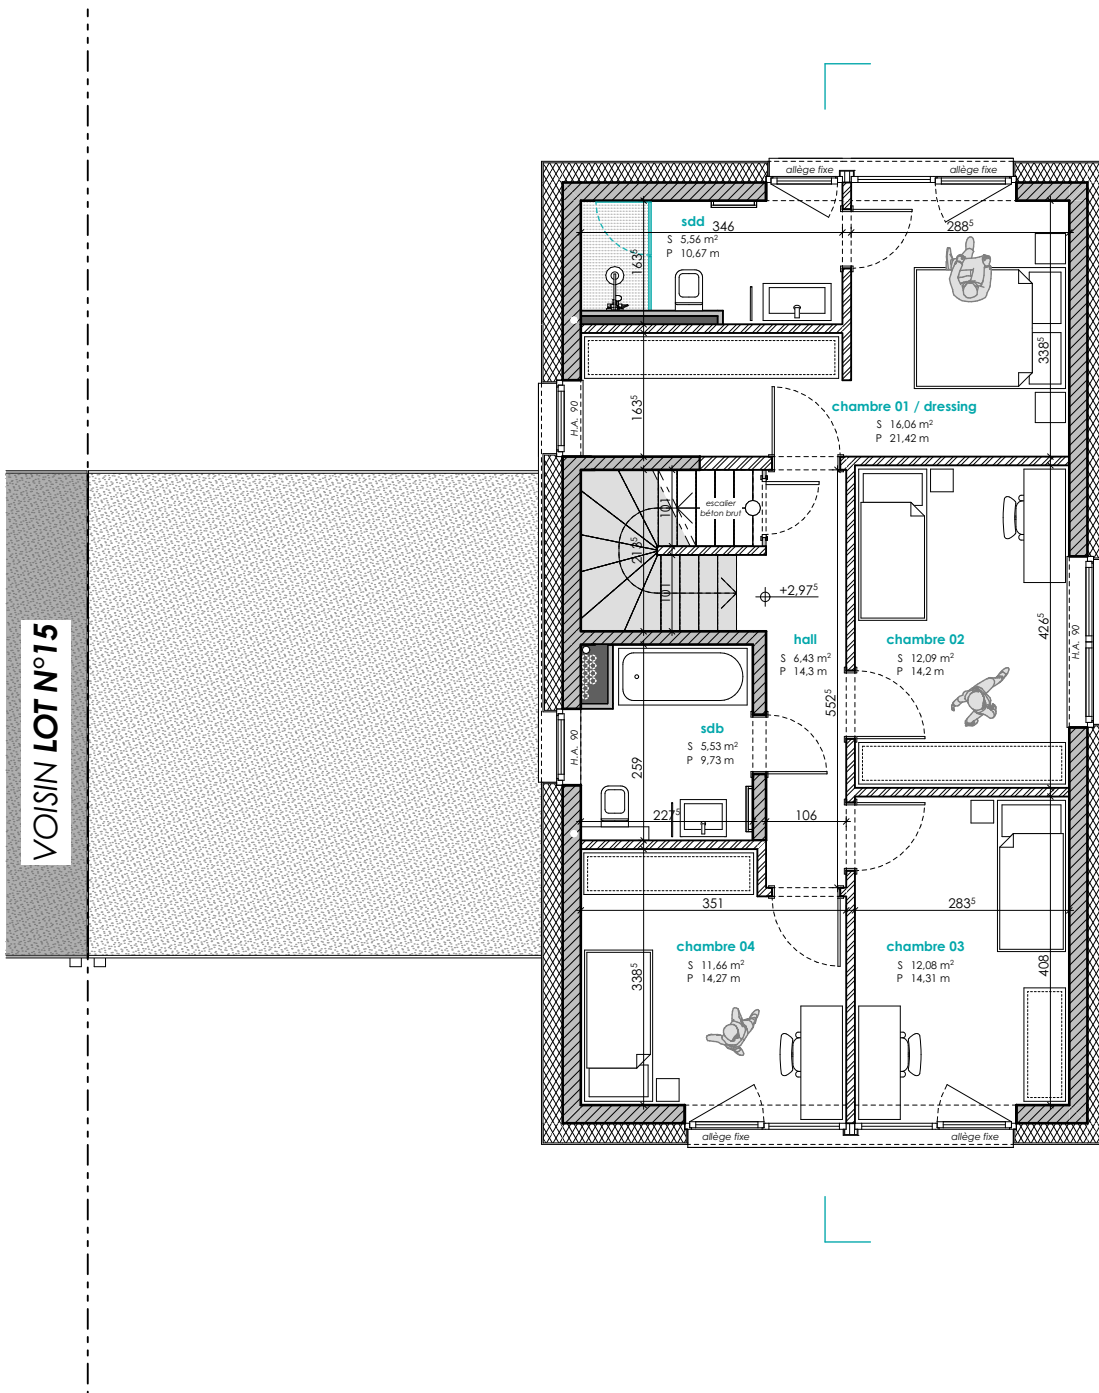 allège fixe
allège fixe
sdd
S 5,56 m²
P 10,67 m
346
288⁵
163⁵
338⁵
H.A. 90
163⁵
chambre 01 / dressing
S 16,06 m²
P 21,42 m
escalier
béton brut
101
213⁵
101
+2,97⁵
426⁵
H.A. 90
hall
S 6,43 m²
P 14,3 m
chambre 02
S 12,09 m²
P 14,2 m
552⁵
VOISIN LOT N°15
sdb
S 5,53 m²
P 9,73 m
H.A. 90
259
227⁵
106
351
283⁵
chambre 04
S 11,66 m²
P 14,27 m
chambre 03
S 12,08 m²
P 14,31 m
338⁵
408
allège fixe
allège fixe